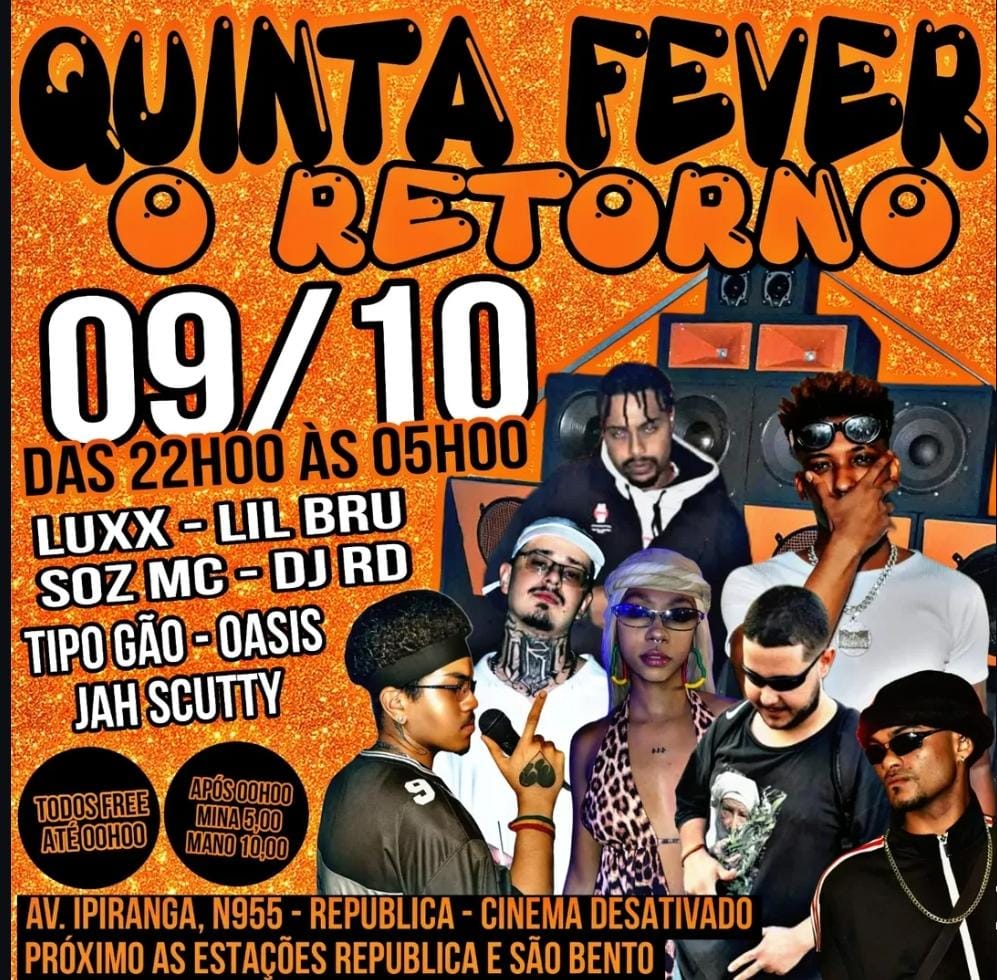 QUINTA FEVER
O RETORNO
09/10
DAS 22H00 ÀS 05H00
LUXX - LIL BRU
SOZ MC - DJ RD
TIPO GÃO - OASIS
JAH SCUTTY
TODOS FREE
ATÉ 00H00
APÓS 00H00
MINA 5,00
MANO 10,00
9
AV. IPIRANGA, N955 - REPUBLICA - CINEMA DESATIVADO
PRÓXIMO AS ESTAÇÕES REPUBLICA E SÃO BENTO